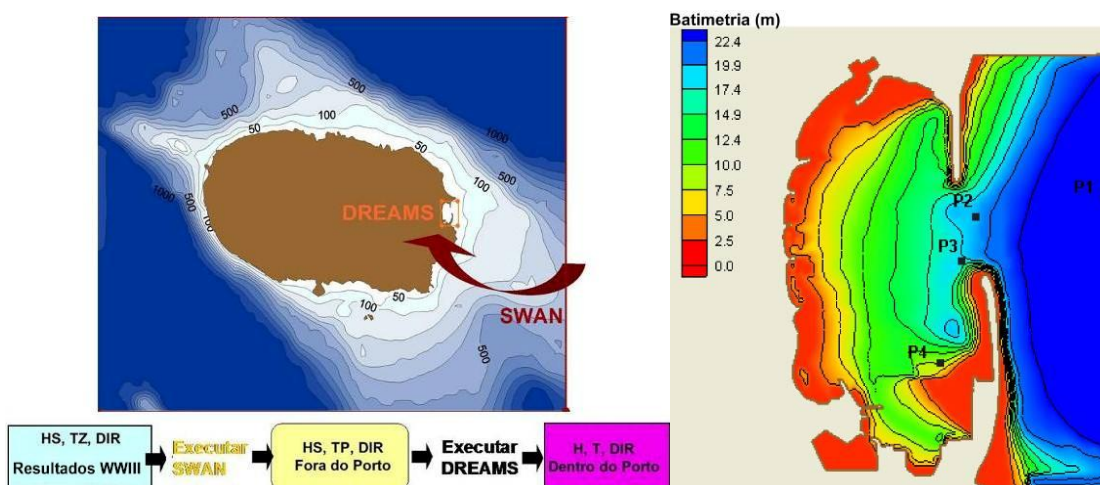 500
500
50
100
1000
50
500
100
DREAMS
1000
500
100
50
100
SWAN
500
HS, TZ, DIR
Resultados WWIII
Executar
SWAN
HS, TP, DIR
Fora do Porto
Executar
DREAMS
H, T, DIR
Dentro do Porto
Batimetria (m)
22.4
19.9
17.4
14.9
12.4
10.0
7.5
5.0
2.5
0.0
P1
P2
P3
P4